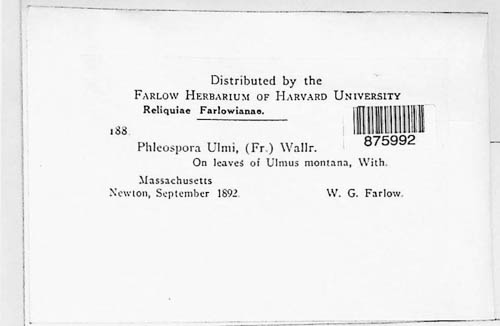 Distributed by the
FARLOW HERBARIUM OF HARVARD UNIVERSITY
Reliquiae Farlowianae.
188.
875992
Phleospora Ulmi, (Fr.) Wallr.
On leaves of Ulmus montana, With.
Massachusetts
Newton, September 1892. W. G. Farlow.